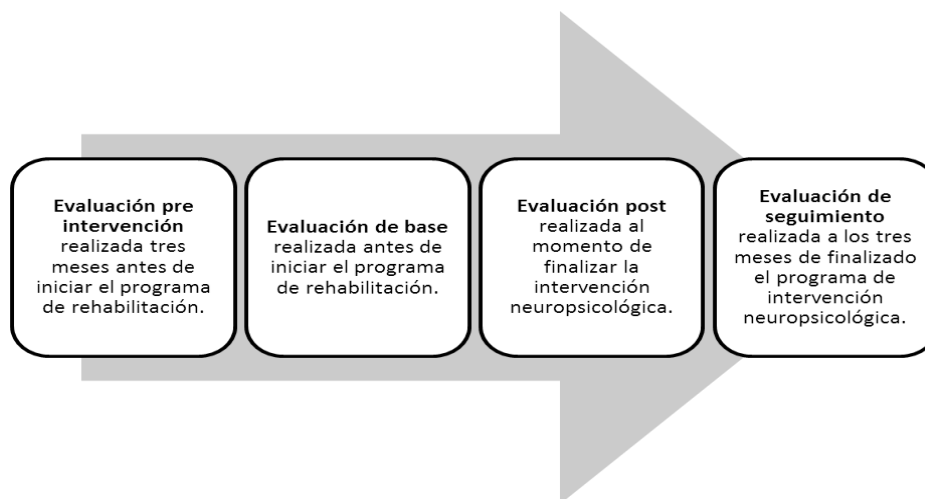 Evaluación pre
intervención
realizada tres
meses antes de
iniciar el programa
de rehabilitación.
Evaluación de base
realizada antes de
iniciar el programa
de rehabilitación.
Evaluación post
realizada al
momento de
finalizar la
intervención
neuropsicológica.
Evaluación de
seguimiento
realizada a los tres
meses de finalizado
el programa de
intervención
neuropsicológica.